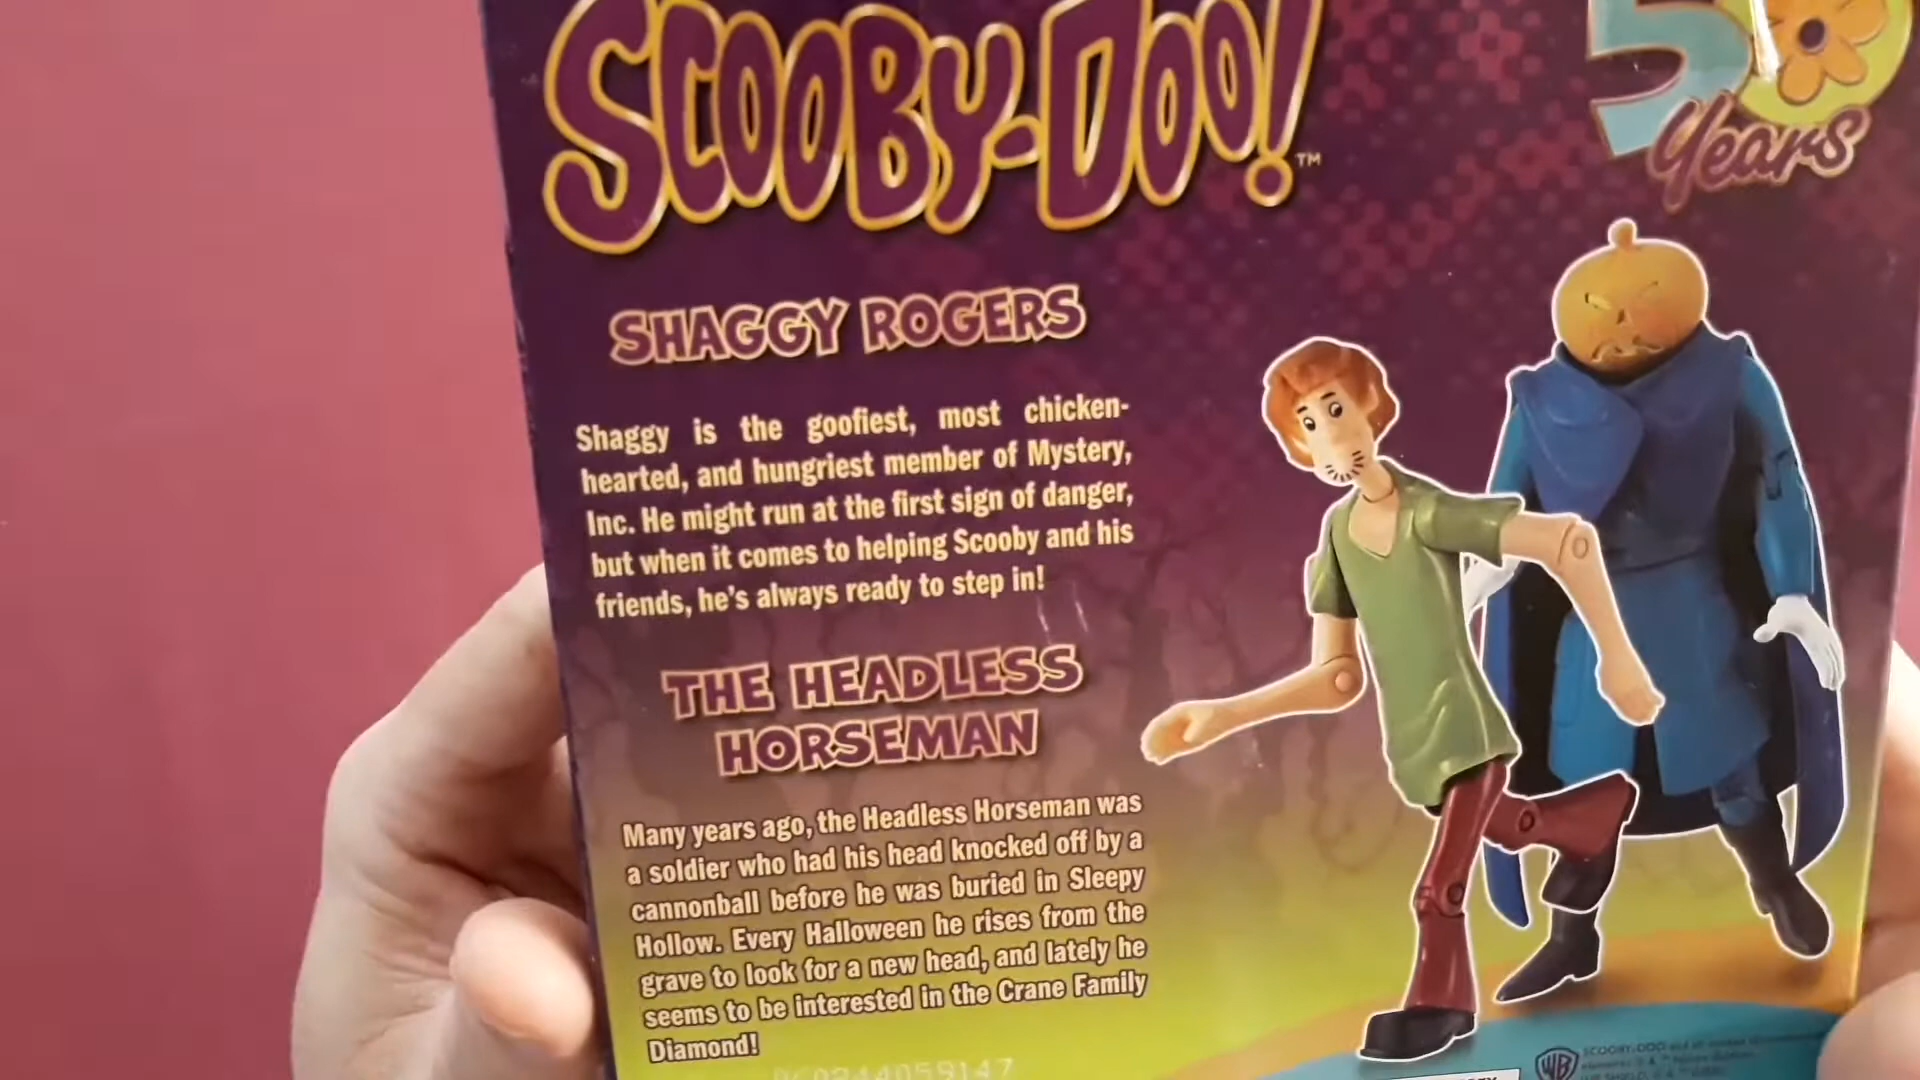 SCOOBY-DOO!™
50
Years
SHAGGY ROGERS
Shaggy is the goofiest, most chicken-
hearted, and hungriest member of Mystery,
Inc. He might run at the first sign of danger,
but when it comes to helping Scooby and his
friends, he's always ready to step in!
THE HEADLESS
HORSEMAN
Many years ago, the Headless Horseman was
a soldier who had his head knocked off by a
cannonball before he was buried in Sleepy
Hollow. Every Halloween he rises from the
grave to look for a new head, and lately he
seems to be interested in the Crane Family
Diamond!
WB
SCOOBY-DOO and all